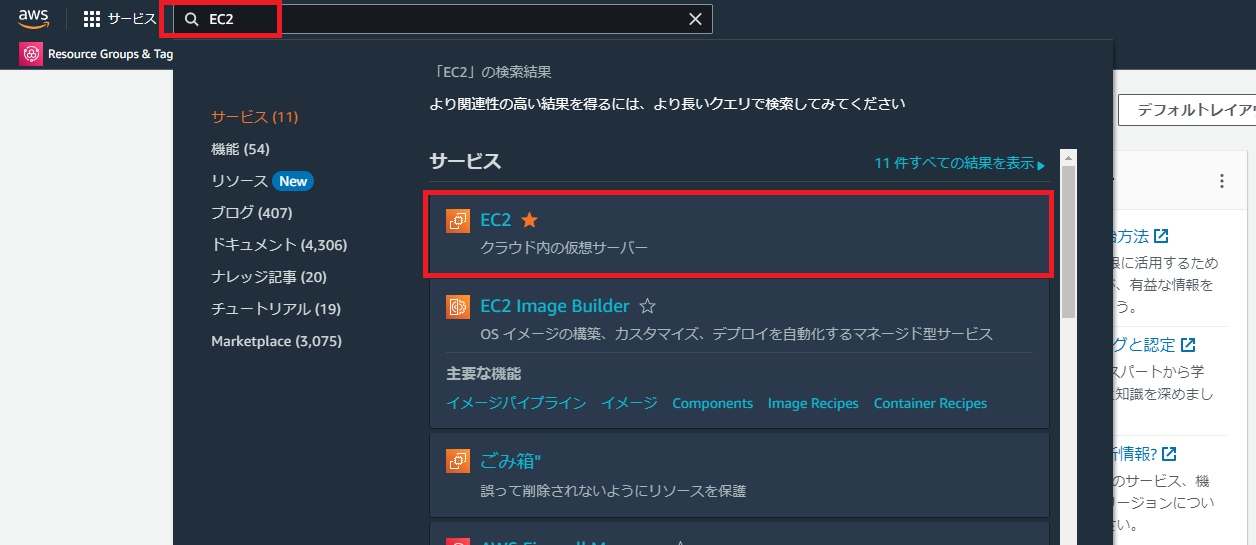 aws
サービス
EC2
Resource Groups & Tag
「EC2」の検索結果
より関連性の高い結果を得るには、より長いクエリで検索してみてください
サービス (11)
機能 (54)
リソース New
ブログ (407)
ドキュメント (4,306)
ナレッジ記事 (20)
チュートリアル (19)
Marketplace (3,075)
サービス
11 件すべての結果を表示
EC2
クラウド内の仮想サーバー
EC2 Image Builder
OS イメージの構築、カスタマイズ、デプロイを自動化するマネージド型サービス
主要な機能
イメージパイプライン イメージ Components Image Recipes Container Recipes
ごみ箱"
誤って削除されないようにリソースを保護
デフォルトレイア
方法
に活用するため
、有益な情報を
う。
グと認定
スパートから学
知識を深めまし
情報?
のサービス、機
リージョンについ
い。